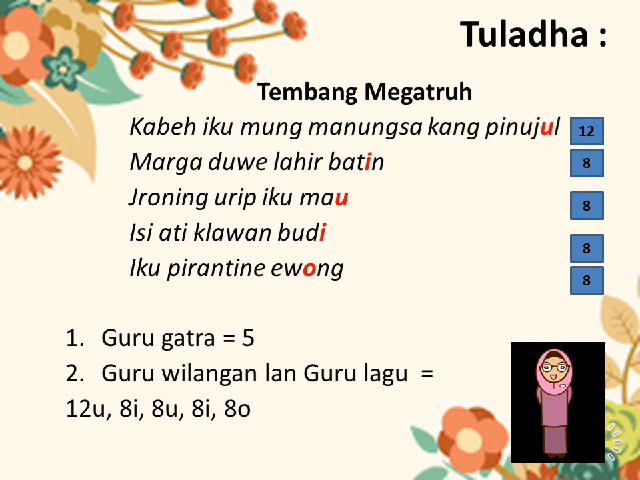 Tuladha :
Tembang Megatruh
Kabeh iku mung manungsa kang pinujul 12
Marga duwe lahir batin 8
Jroning urip iku mau 8
Isi ati klawan budi 8
Iku pirantine ewong 8
1. Guru gatra = 5
2. Guru wilangan lan Guru lagu =
12u, 8i, 8u, 8i, 8o